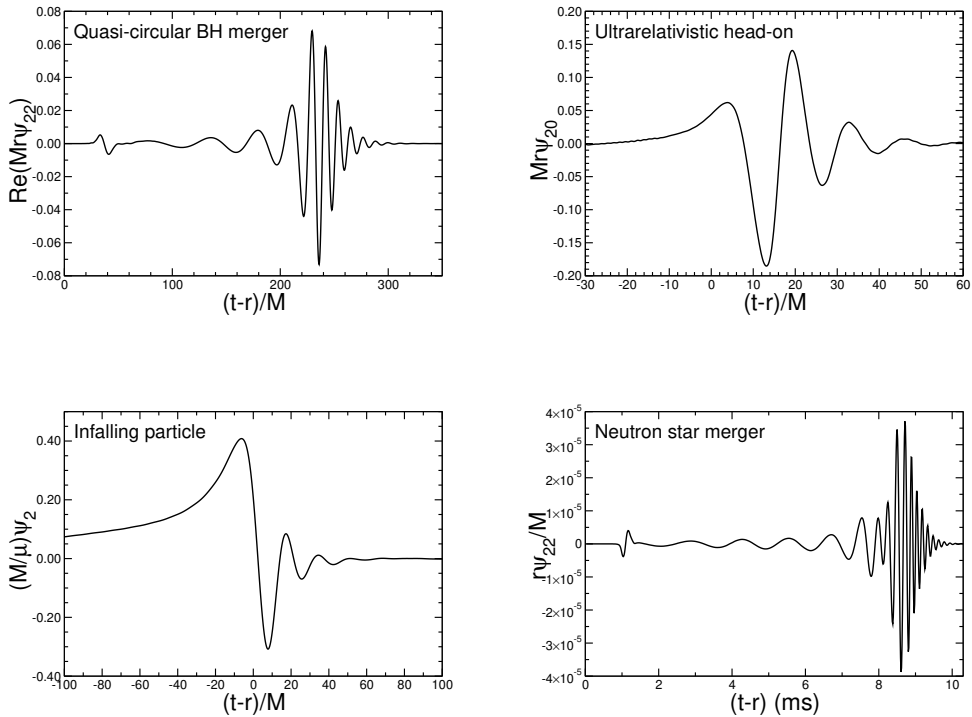 Quasi-circular BH merger
Re(Mrψ22)
0.08
0.06
0.04
0.02
0.00
-0.02
-0.04
-0.06
-0.08
0 100 200 300
(t-r)/M
Ultrarelativistic head-on
Mrψ20
0.20
0.15
0.10
0.05
0.00
-0.05
-0.10
-0.15
-0.20
-30 -20 -10 0 10 20 30 40 50 60
(t-r)/M
Infalling particle
(M/μ)ψ2
0.40
0.20
0.00
-0.20
-0.40
-100 -80 -60 -40 -20 0 20 40 60 80 100
(t-r)/M
Neutron star merger
rψ22/M
4×10-5
3×10-5
2×10-5
1×10-5
0
-1×10-5
-2×10-5
-3×10-5
-4×10-5
0 2 4 6 8 10
(t-r) (ms)